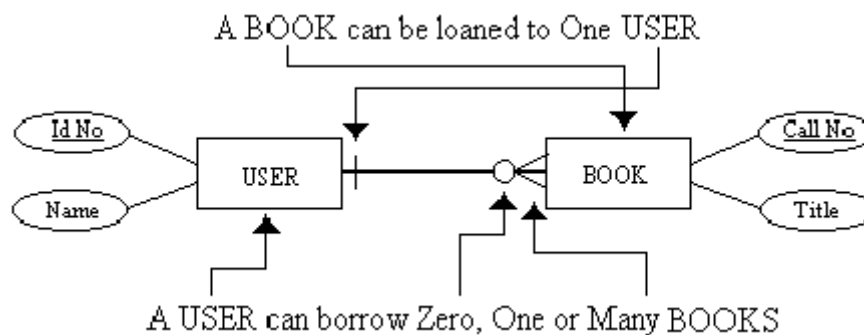 A BOOK can be loaned to One USER
Id No
Call No
USER
BOOK
Name
Title
A USER can borrow Zero, One or Many BOOKS